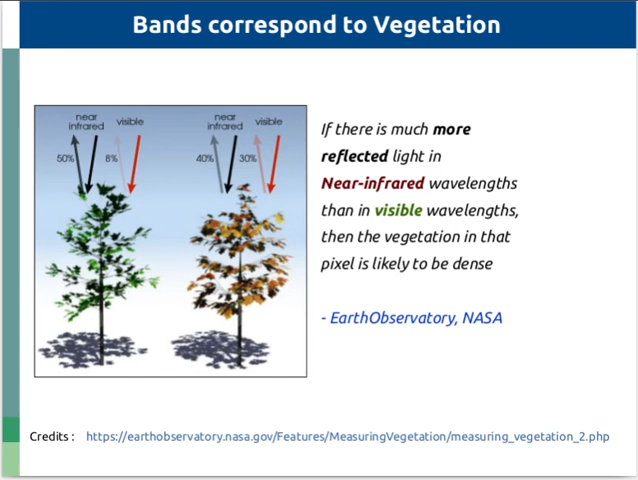 Bands correspond to Vegetation
near
infrared
visible
near
infrared
visible
50%
8%
40%
30%
If there is much more
reflected light in
Near-infrared wavelengths
than in visible wavelengths,
then the vegetation in that
pixel is likely to be dense
- EarthObservatory, NASA
Credits : https://earthobservatory.nasa.gov/Features/MeasuringVegetation/measuring_vegetation_2.php